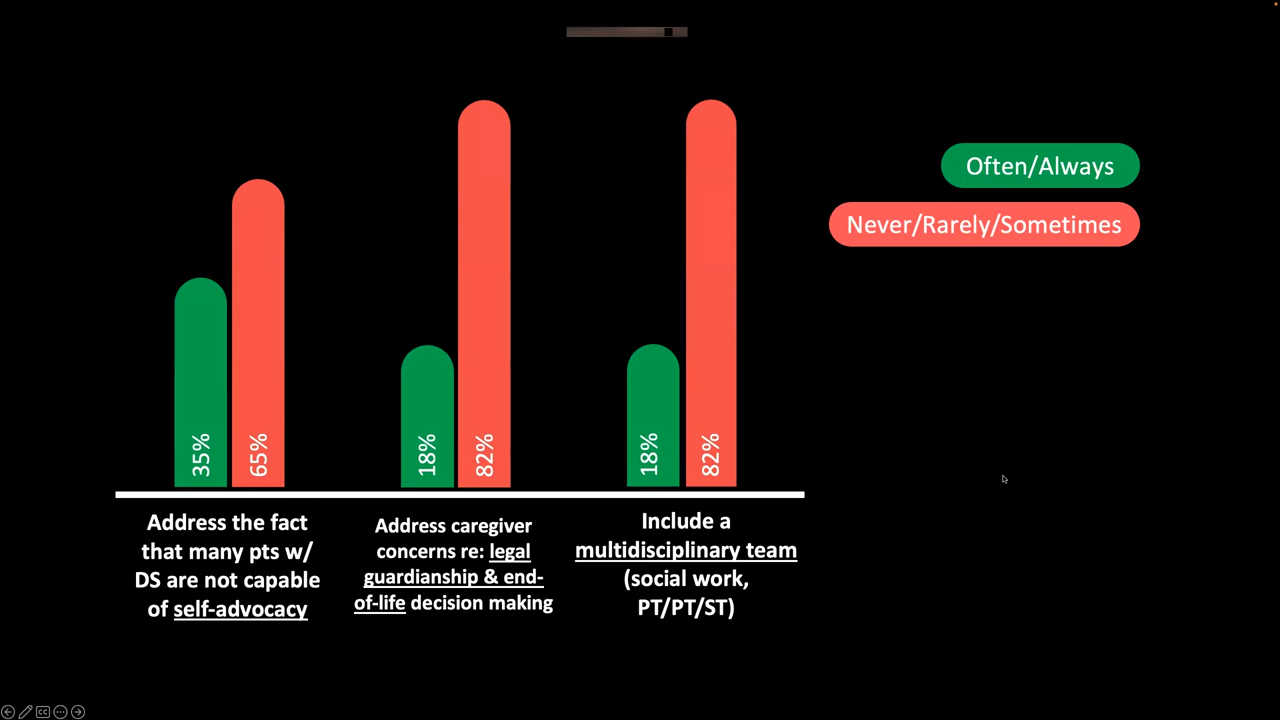 Often/Always
Never/Rarely/Sometimes
35%
65%
18%
82%
18%
82%
Address the fact
that many pts w/
DS are not capable
of self-advocacy
Address caregiver
concerns re: legal
guardianship & end-
of-life decision making
Include a
multidisciplinary team
(social work,
PT/PT/ST)
CC